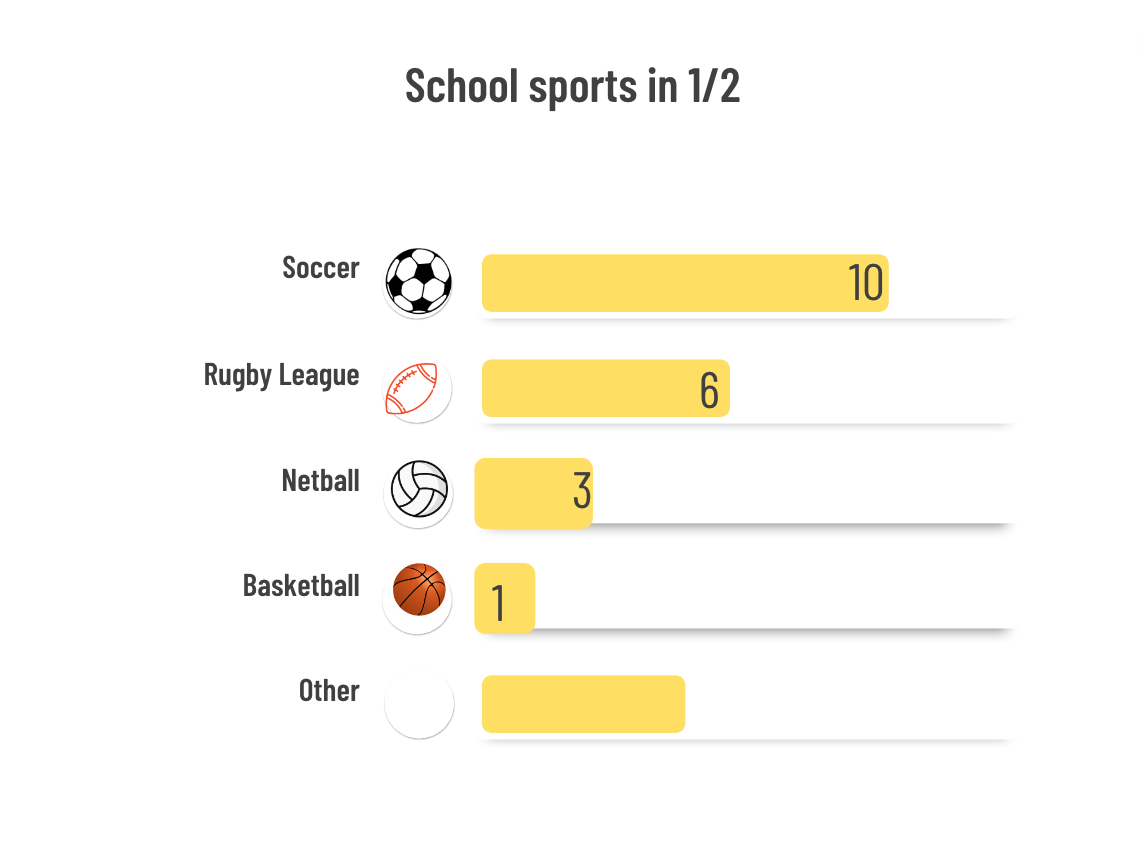 School sports in 1/2
Soccer
10
Rugby League
6
Netball
3
Basketball
1
Other